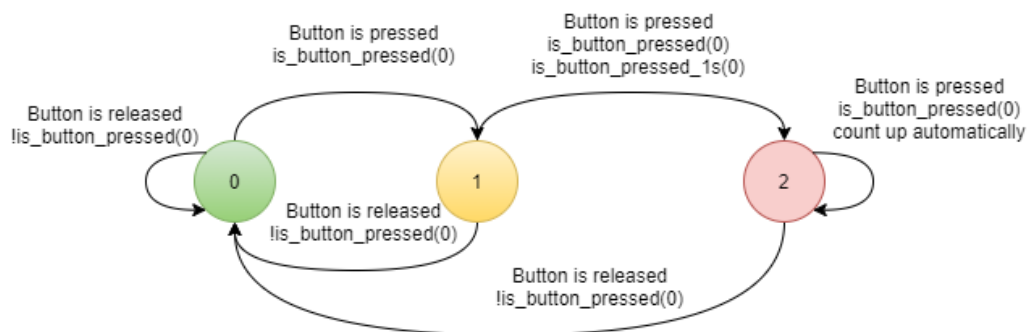 Button is pressed
is_button_pressed(0)
Button is pressed
is_button_pressed(0)
is_button_pressed_1s(0)
Button is pressed
is_button_pressed(0)
count up automatically
Button is released
!is_button_pressed(0)
0
1
2
Button is released
!is_button_pressed(0)
Button is released
!is_button_pressed(0)